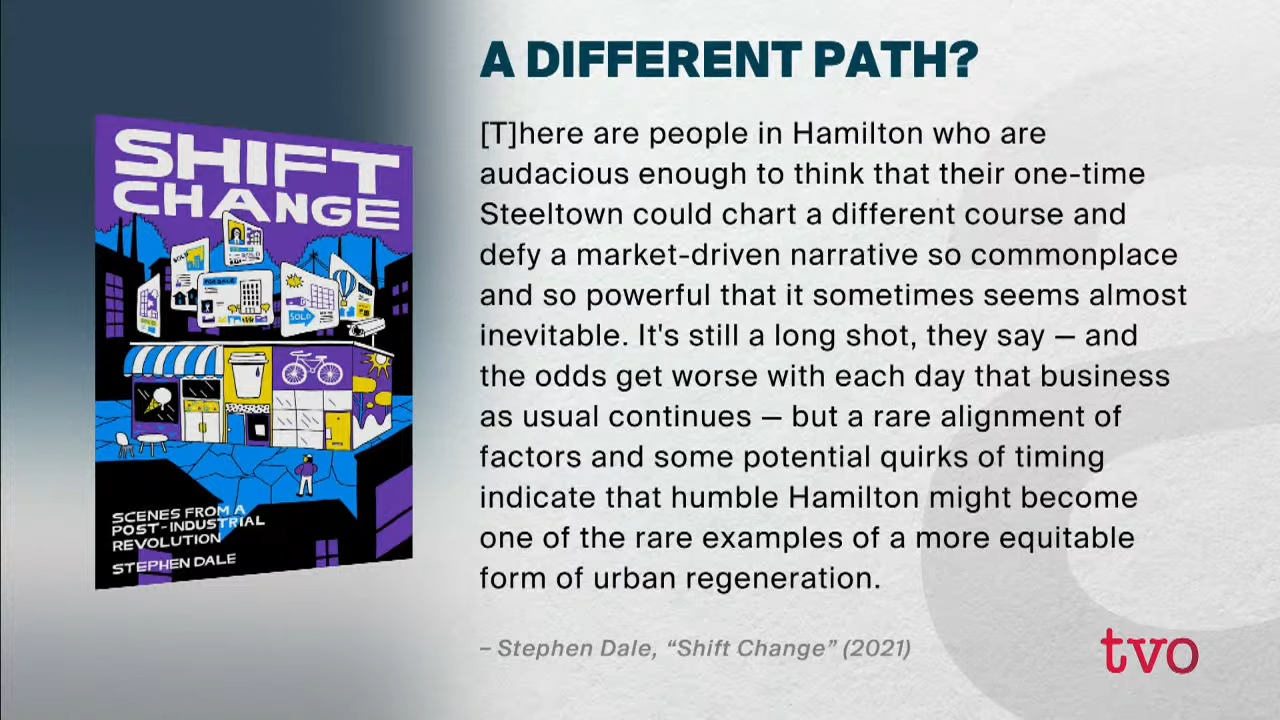 A DIFFERENT PATH?
[T]here are people in Hamilton who are
audacious enough to think that their one-time
Steeltown could chart a different course and
defy a market-driven narrative so commonplace
and so powerful that it sometimes seems almost
inevitable. It's still a long shot, they say — and
the odds get worse with each day that business
as usual continues — but a rare alignment of
factors and some potential quirks of timing
indicate that humble Hamilton might become
one of the rare examples of a more equitable
form of urban regeneration.
– Stephen Dale, “Shift Change” (2021)
tvo
SHIFT
CHANGE
SOLD
FOR SALE
SOLD
SCENES FROM A
POST-INDUSTRIAL
REVOLUTION
STEPHEN DALE